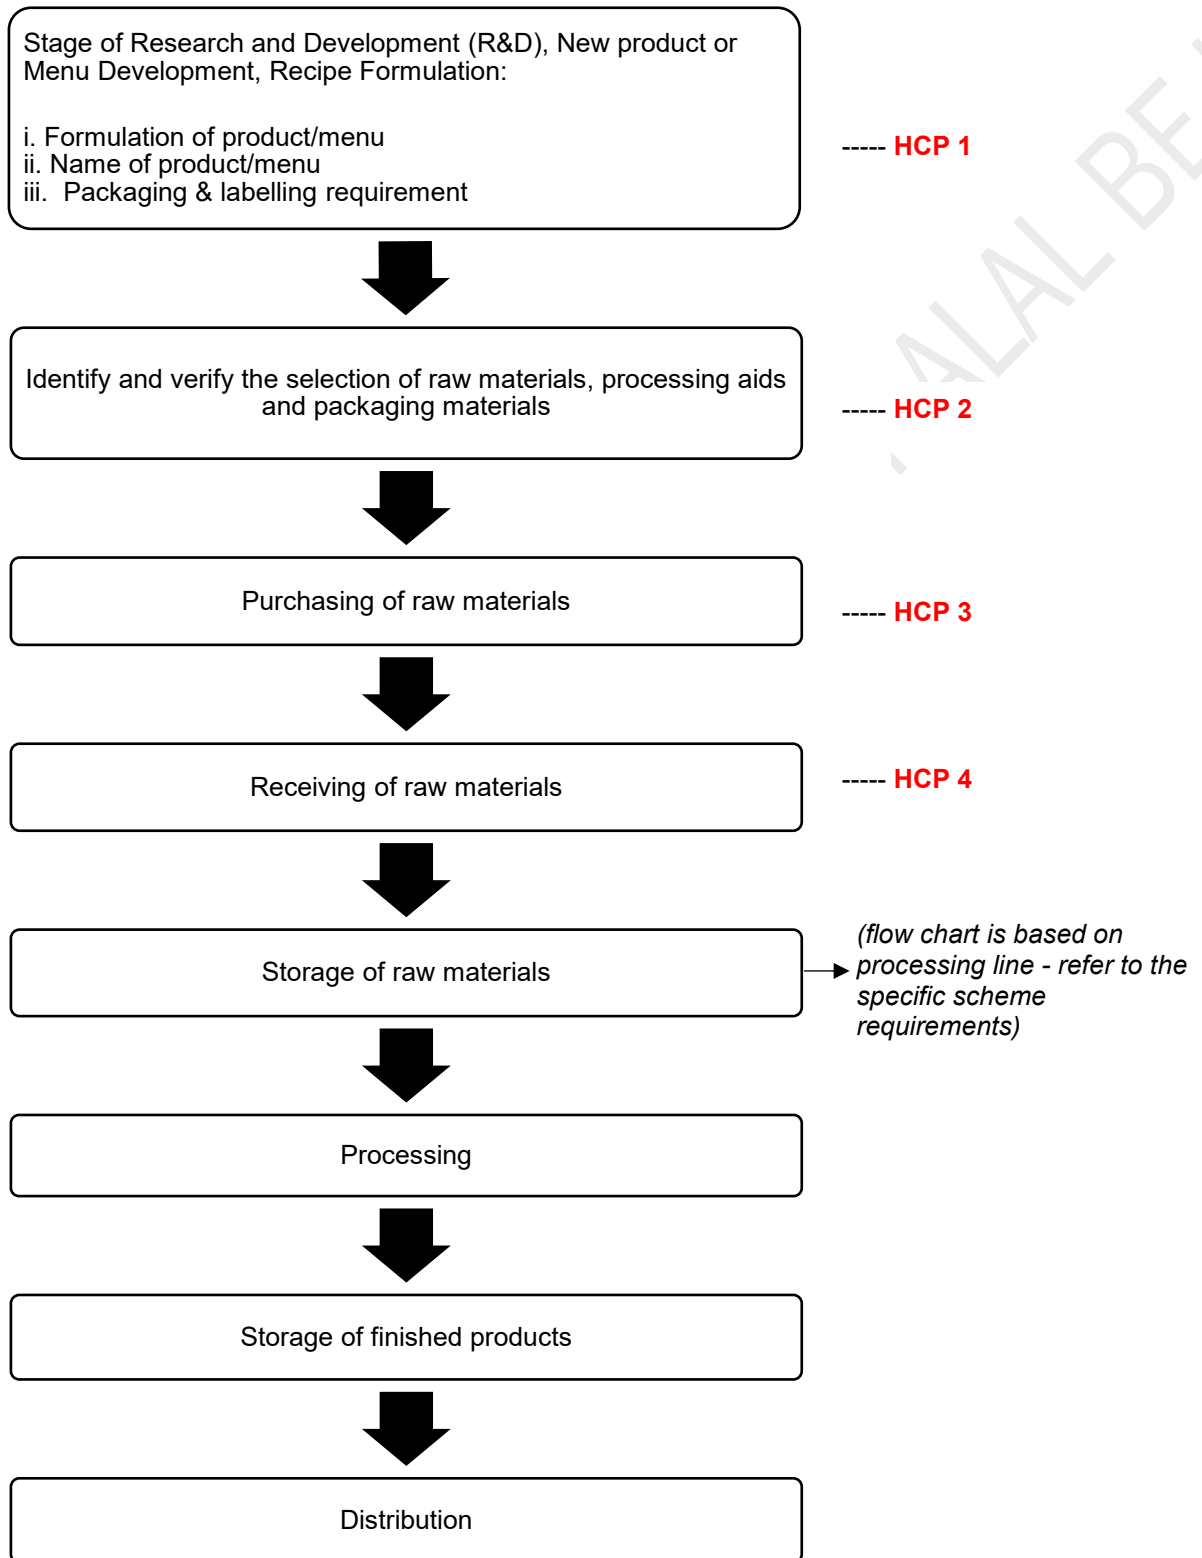 Stage of Research and Development (R&D), New product or
Menu Development, Recipe Formulation:
i. Formulation of product/menu
ii. Name of product/menu
iii. Packaging & labelling requirement
----- HCP 1
Identify and verify the selection of raw materials, processing aids
and packaging materials
----- HCP 2
Purchasing of raw materials
----- HCP 3
Receiving of raw materials
----- HCP 4
Storage of raw materials
(flow chart is based on
processing line - refer to the
specific scheme
requirements)
Processing
Storage of finished products
Distribution